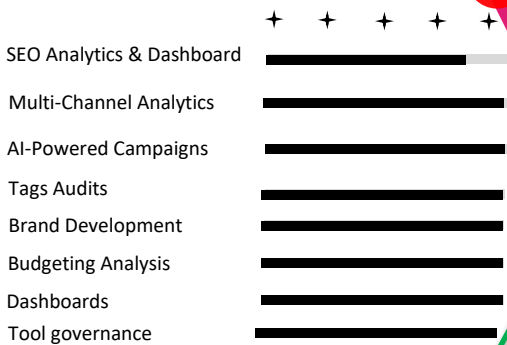 SEO Analytics & Dashboard
Multi-Channel Analytics
AI-Powered Campaigns
Tags Audits
Brand Development
Budgeting Analysis
Dashboards
Tool governance